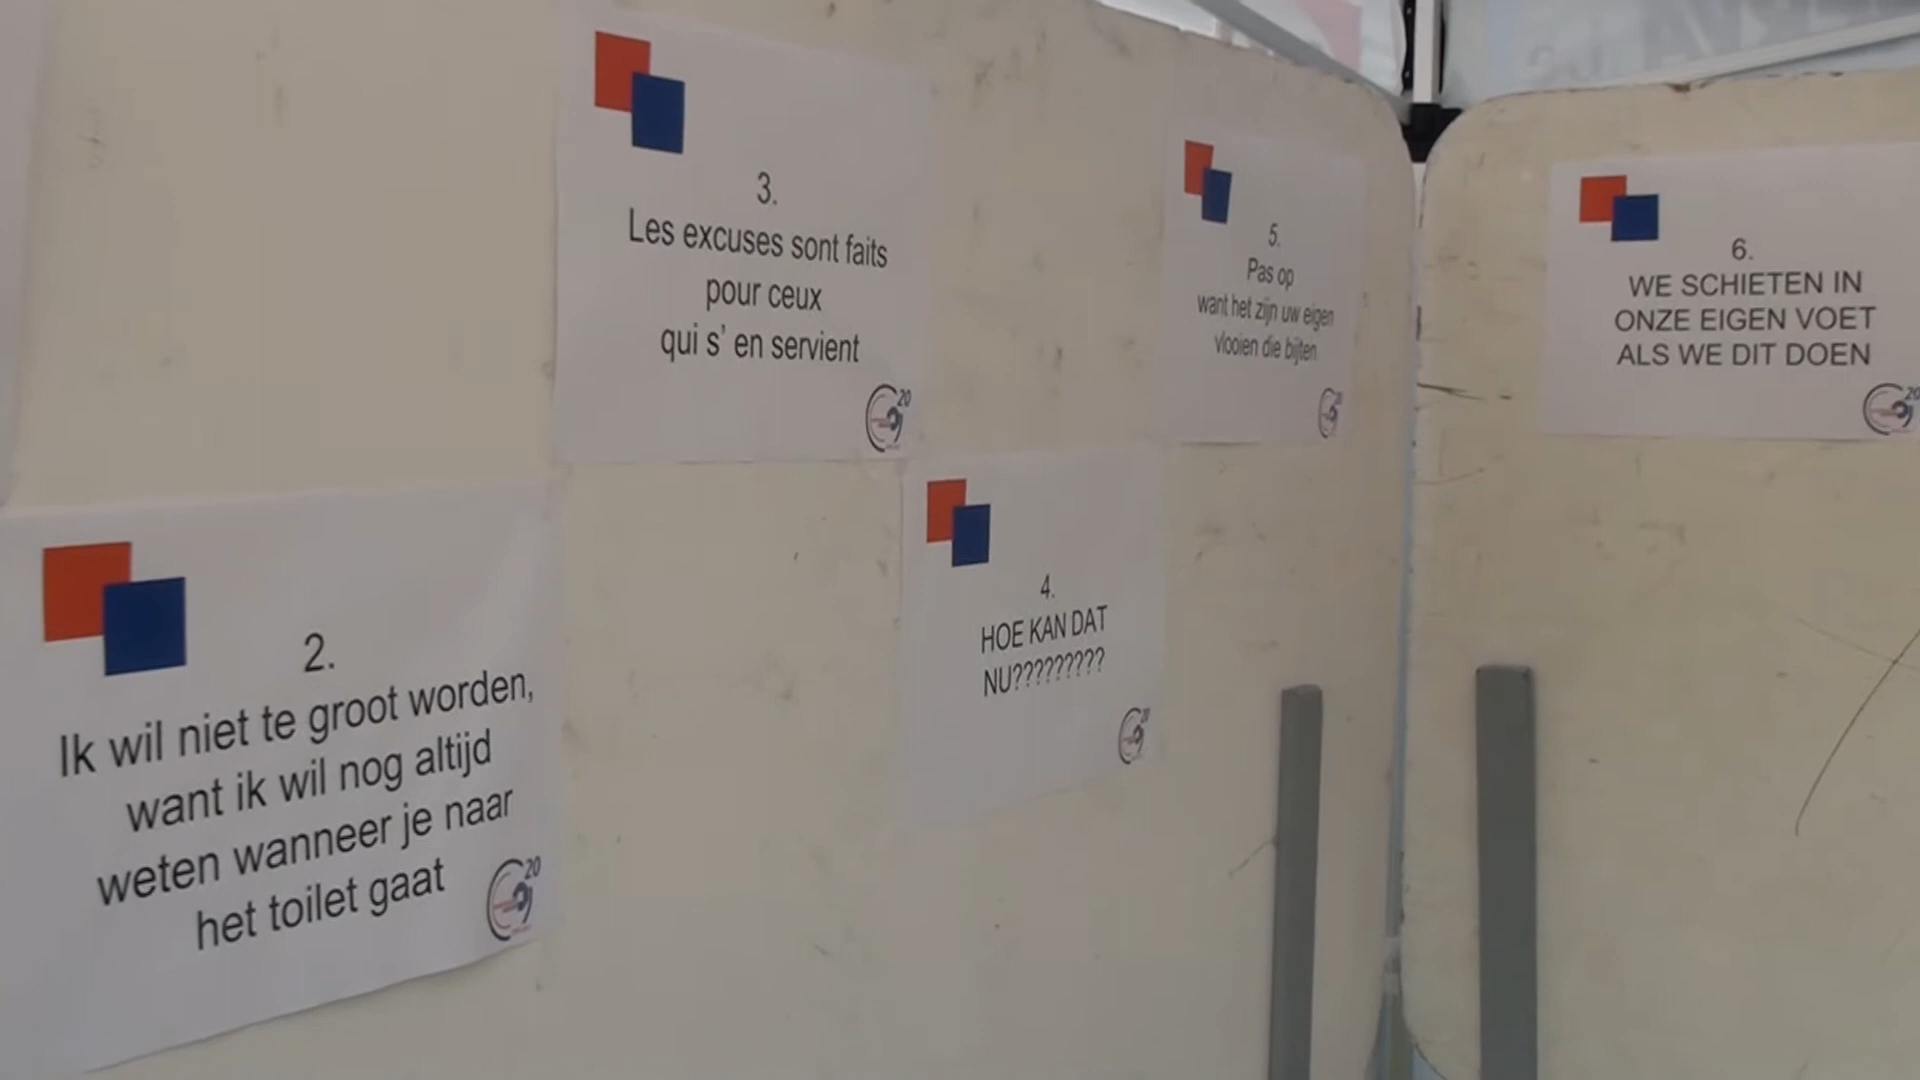 2.
Ik wil niet te groot worden,
want ik wil nog altijd
weten wanneer je naar
het toilet gaat
20
3.
Les excuses sont faits
pour ceux
qui s' en servient
20
4.
HOE KAN DAT
NU?????????
20
5.
Pas op
want het zijn uw eigen
vlooien die bijten
6.
WE SCHIETEN IN
ONZE EIGEN VOET
ALS WE DIT DOEN
20